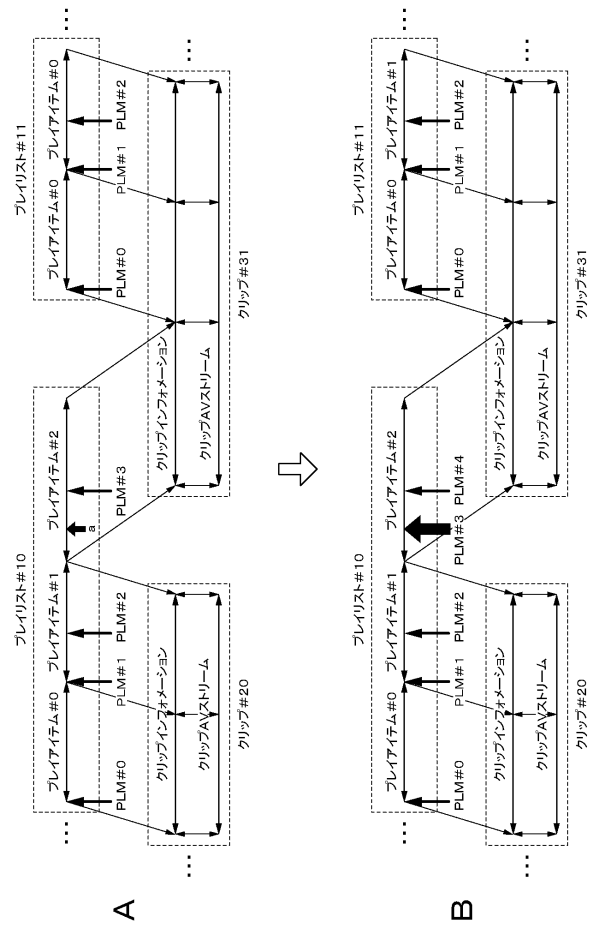 A
プレイリスト#10
プレイリスト#11
プレイアイテム#0
プレイアイテム#1
プレイアイテム#2
プレイアイテム#0
プレイアイテム#0
a
PLM#0
PLM#1
PLM#2
PLM#3
PLM#0
PLM#1
PLM#2
クリップインフォメーション
クリップインフォメーション
クリップAVストリーム
クリップAVストリーム
クリップ#20
クリップ#31
B
プレイリスト#10
プレイリスト#11
プレイアイテム#0
プレイアイテム#1
プレイアイテム#2
プレイアイテム#0
プレイアイテム#1
PLM#0
PLM#1
PLM#2
PLM#3
PLM#4
PLM#0
PLM#1
PLM#2
クリップインフォメーション
クリップインフォメーション
クリップAVストリーム
クリップAVストリーム
クリップ#20
クリップ#31